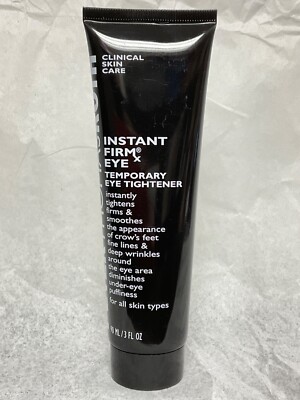 CLINICAL SKIN
CARE
INSTANT
FIRM®x
EYE
TEMPORARY
EYE TIGHTENER
instantly
tightens
firms &
smoothes
the appearance
of crow's feet
fine lines &
deep wrinkles
around
the eye area
diminishes
under-eye
puffiness
for all skin types
ML / 3 FL OZ